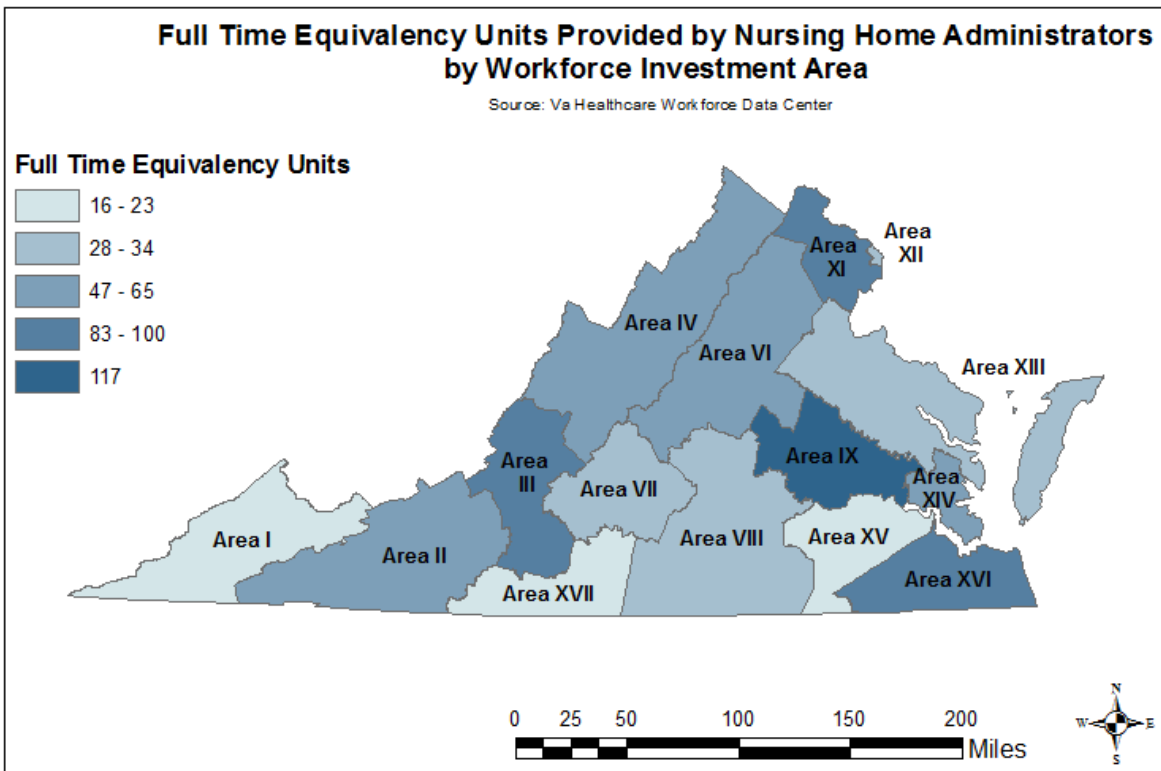 Full Time Equivalency Units Provided by Nursing Home Administrators
by Workforce Investment Area
Source: Va Healthcare Workforce Data Center
Full Time Equivalency Units
16 - 23
28 - 34
47 - 65
83 - 100
117
Area
XII
Area
XI
Area IV
Area VI
Area XIII
Area
III
Area IX
Area VII
Area
XIV
Area I
Area II
Area VIII
Area XV
Area XVII
Area XVI
0 25 50 100 150 200
Miles
N
W E
S